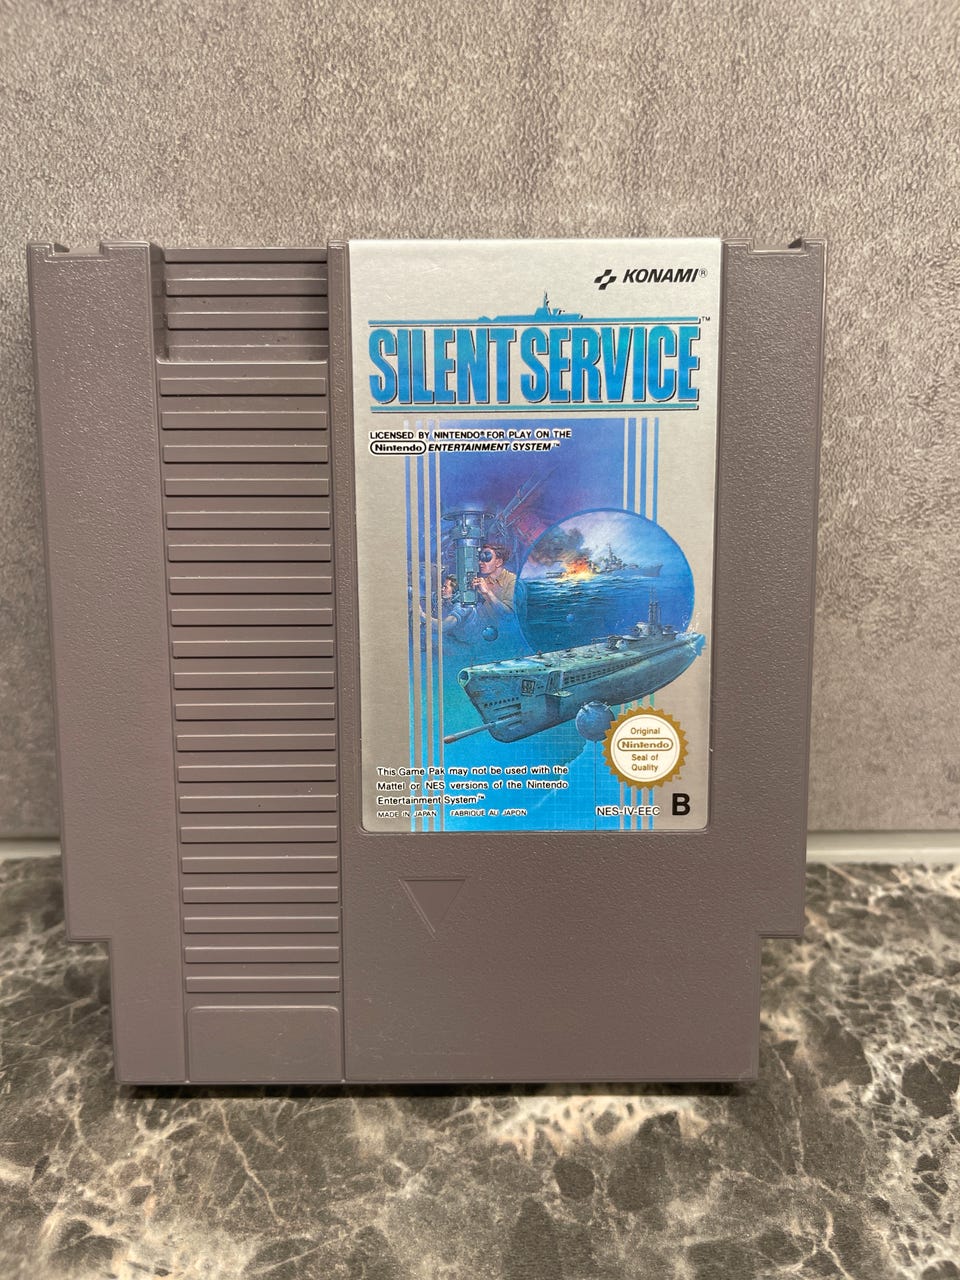 KONAMI®
SILENT SERVICE™
LICENSED BY NINTENDO® FOR PLAY ON THE
Nintendo ENTERTAINMENT SYSTEM™
Original
Nintendo
Seal of
Quality
™
This Game Pak may not be used with the
Mattel or NES versions of the Nintendo
Entertainment System™
MADE IN JAPAN FABRIQUE AU JAPON
NES-IV-EEC B